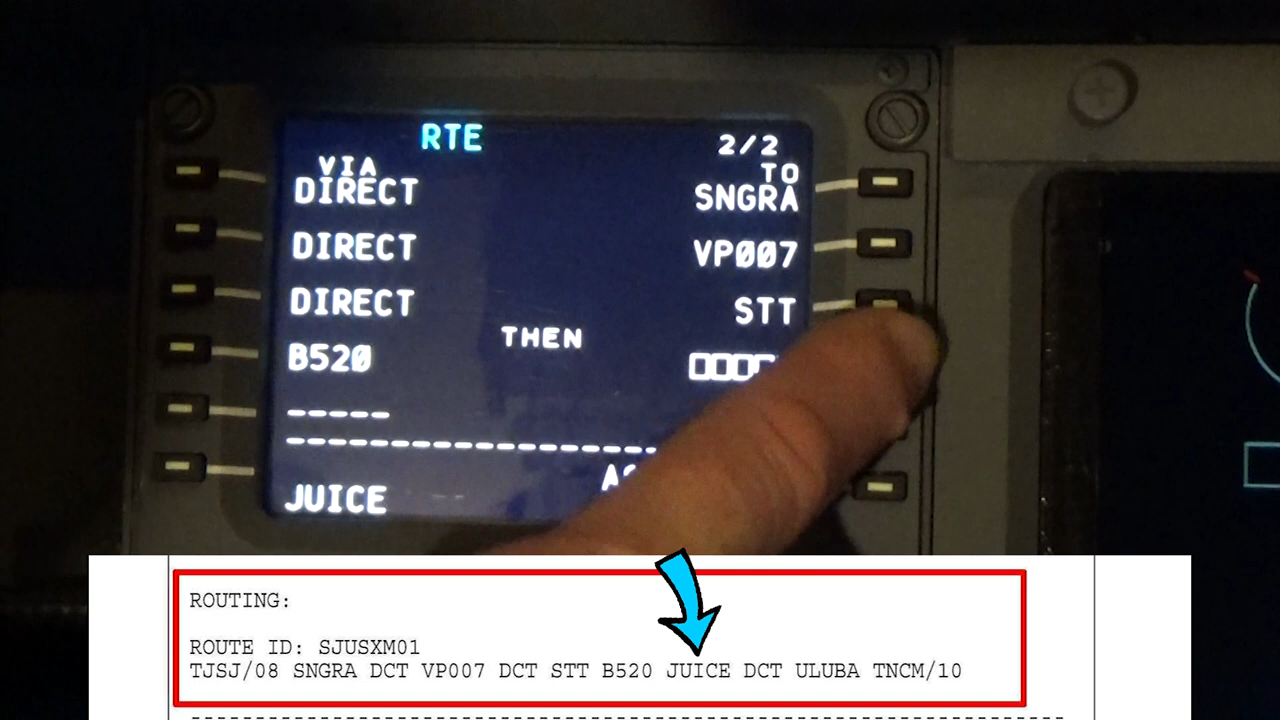 RTE 2/2
VIA TO
DIRECT SNGRA
DIRECT VP007
DIRECT STT
THEN
B520 □□□
-----
JUICE
ROUTING:
ROUTE ID: SJUSXM01
TJSJ/08 SNGRA DCT VP007 DCT STT B520 JUICE DCT ULUBA TNCM/10